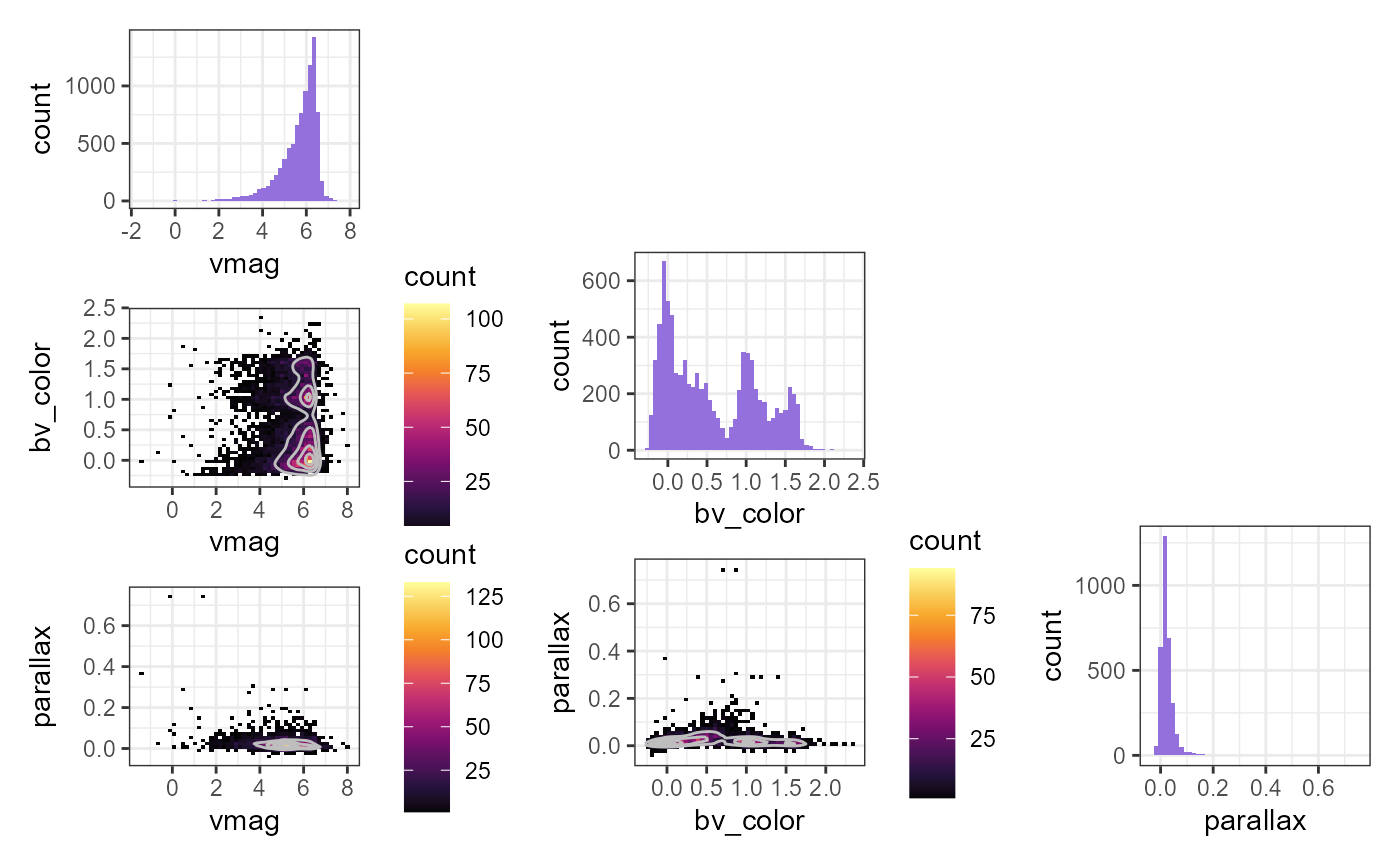 count
1000
500
0
-2 0 2 4 6 8
vmag
bv_color
2.5
2.0
1.5
1.0
0.5
0.0
0 2 4 6 8
vmag
count
100
75
50
25
count
600
400
200
0
0.0 0.5 1.0 1.5 2.0 2.5
bv_color
parallax
0.6
0.4
0.2
0.0
0 2 4 6 8
vmag
count
125
100
75
50
25
parallax
0.6
0.4
0.2
0.0
0.0 0.5 1.0 1.5 2.0
bv_color
count
75
50
25
count
1000
500
0
0.0 0.2 0.4 0.6
parallax